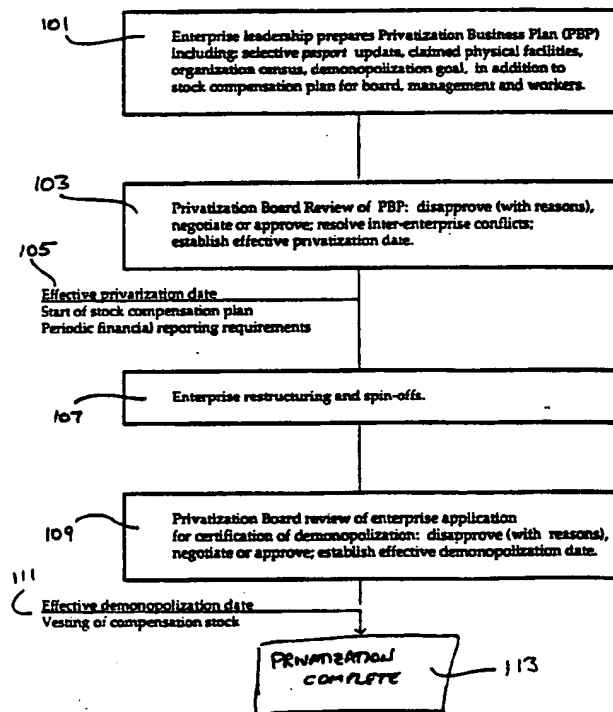 101
Enterprise leadership prepares Privatization Business Plan (PBP)
including: selective pasport update, claimed physical facilities,
organization census, demonopolization goal, in addition to
stock compensation plan for board, management and workers.
103
Privatization Board Review of PBP: disapprove (with reasons),
negotiate or approve; resolve inter-enterprise conflicts;
establish effective privatization date.
105
Effective privatization date
Start of stock compensation plan
Periodic financial reporting requirements
Enterprise restructuring and spin-offs.
107
Privatization Board review of enterprise application
for certification of demonopolization: disapprove (with reasons),
negotiate or approve; establish effective demonopolization date.
109
111
Effective demonopolization date
Vesting of compensation stock
PRIVATIZATION
COMPLETE
113